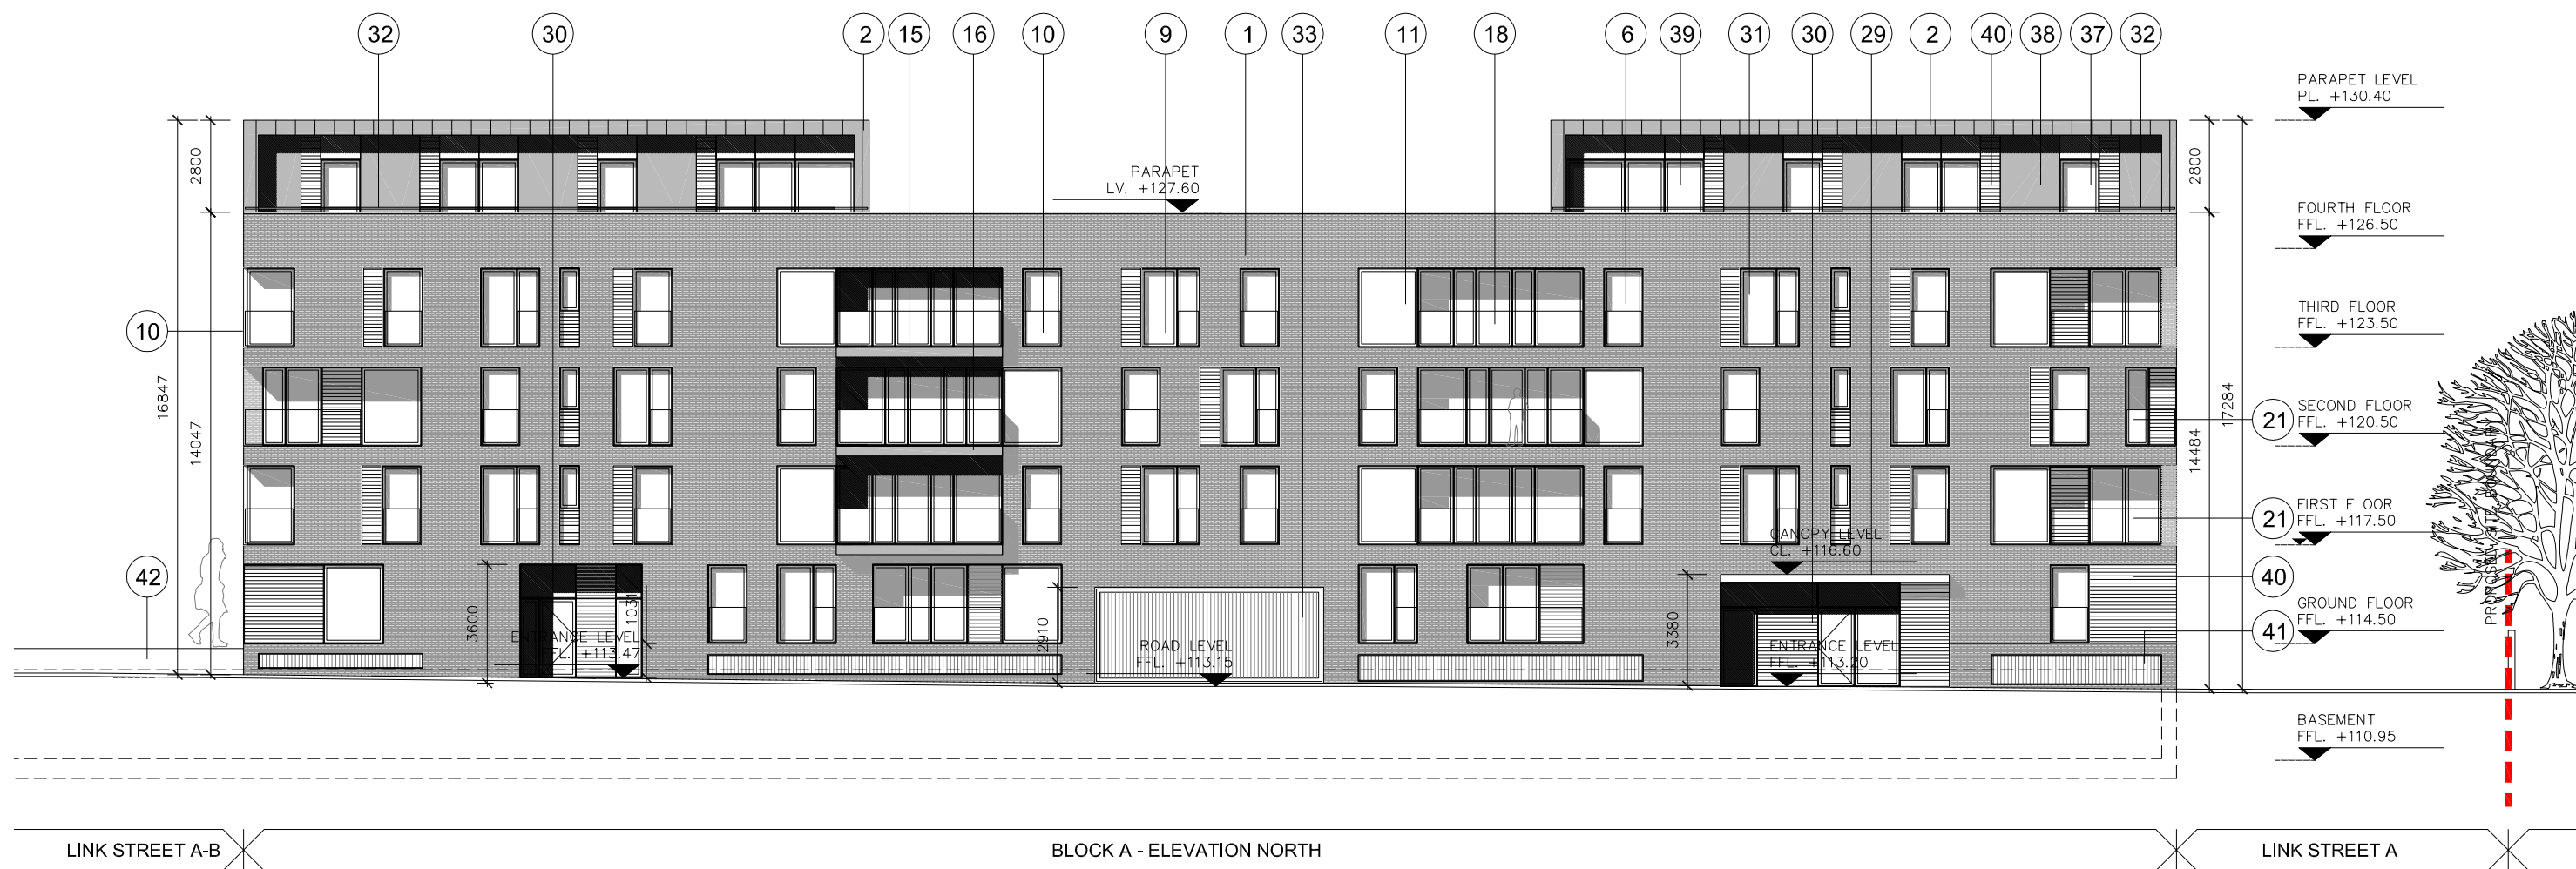 32
30
2
15
16
10
9
1
33
11
18
6
39
31
30
29
2
40
38
37
32
PARAPET LEVEL
PL. +130.40
2800
2800
PARAPET
LV. +127.60
FOURTH FLOOR
FFL. +126.50
10
THIRD FLOOR
FFL. +123.50
16847
14047
17284
14484
21
SECOND FLOOR
FFL. +120.50
21
FIRST FLOOR
FFL. +117.50
CANOPY LEVEL
CL. +116.60
42
40
3600
1031
2910
3380
GROUND FLOOR
FFL. +114.50
41
ENTRANCE LEVEL
FFL. +113.47
ROAD LEVEL
FFL. +113.15
ENTRANCE LEVEL
FFL. +113.20
PROPOSED SITE BOUNDARY
BASEMENT
FFL. +110.95
LINK STREET A-B
BLOCK A - ELEVATION NORTH
LINK STREET A